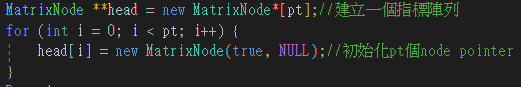 MatrixNode **head = new MatrixNode*[pt];//建立一個指標陣列
for (int i = 0; i < pt; i++) {
head[i] = new MatrixNode(true, NULL);//初始化pt個node pointer
}